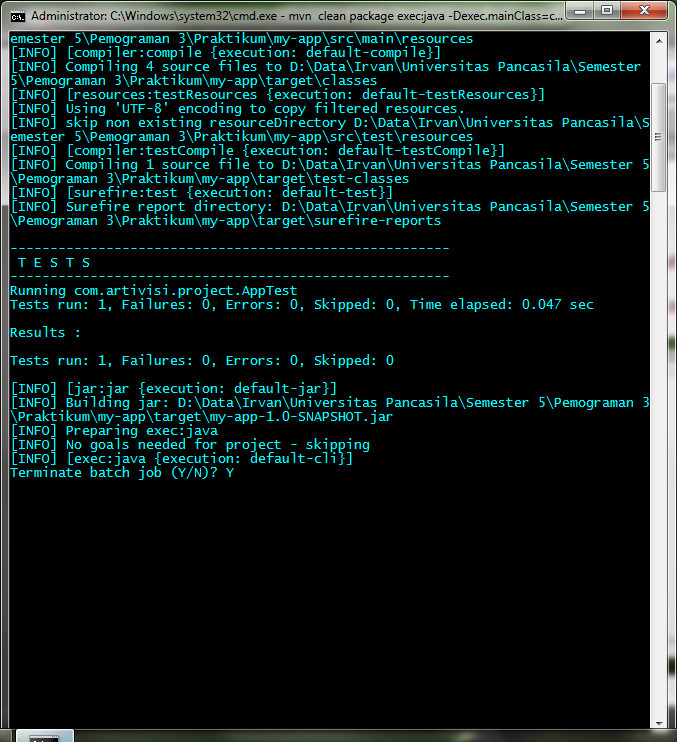 Administrator: C:\Windows\system32\cmd.exe - mvn  clean package exec:java -Dexec.mainClass=c...
emester 5\Pemograman 3\Praktikum\my-app\src\main\resources
[INFO] [compiler:compile {execution: default-compile}]
[INFO] Compiling 4 source files to D:\Data\Irvan\Universitas Pancasila\Semester
5\Pemograman 3\Praktikum\my-app\target\classes
[INFO] [resources:testResources {execution: default-testResources}]
[INFO] Using 'UTF-8' encoding to copy filtered resources.
[INFO] skip non existing resourceDirectory D:\Data\Irvan\Universitas Pancasila\S
emester 5\Pemograman 3\Praktikum\my-app\src\test\resources
[INFO] [compiler:testCompile {execution: default-testCompile}]
[INFO] Compiling 1 source file to D:\Data\Irvan\Universitas Pancasila\Semester 5
\Pemograman 3\Praktikum\my-app\target\test-classes
[INFO] [surefire:test {execution: default-test}]
[INFO] Surefire report directory: D:\Data\Irvan\Universitas Pancasila\Semester 5
\Pemograman 3\Praktikum\my-app\target\surefire-reports
-------------------------------------------------------
 T E S T S
-------------------------------------------------------
Running com.artivisi.project.AppTest
Tests run: 1, Failures: 0, Errors: 0, Skipped: 0, Time elapsed: 0.047 sec
Results :
Tests run: 1, Failures: 0, Errors: 0, Skipped: 0
[INFO] [jar:jar {execution: default-jar}]
[INFO] Building jar: D:\Data\Irvan\Universitas Pancasila\Semester 5\Pemograman 3
\Praktikum\my-app\target\my-app-1.0-SNAPSHOT.jar
[INFO] Preparing exec:java
[INFO] No goals needed for project - skipping
[INFO] [exec:java {execution: default-cli}]
Terminate batch job (Y/N)? Y